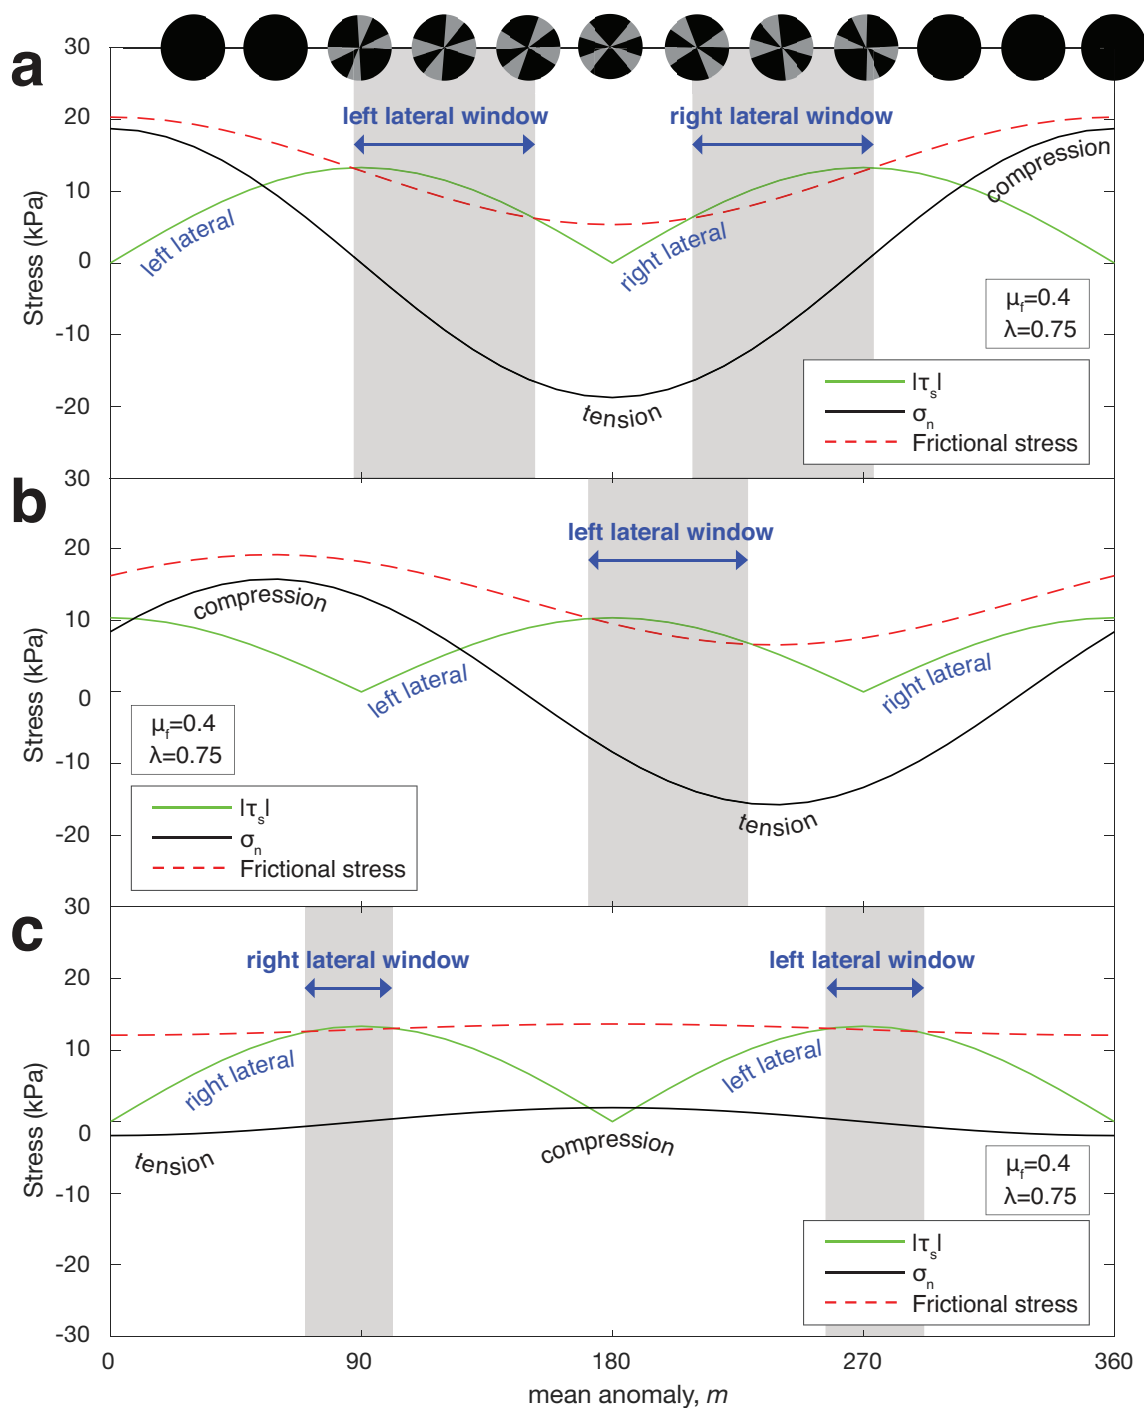 a
30
20
10
0
-10
-20
30
Stress (kPa)
left lateral window
right lateral window
left lateral
right lateral
compression
tension
μf=0.4
λ=0.75
|τs|
σn
Frictional stress
b
20
10
0
-10
-20
30
Stress (kPa)
left lateral window
compression
left lateral
right lateral
tension
μf=0.4
λ=0.75
|τs|
σn
Frictional stress
c
20
10
0
-10
-20
-30
Stress (kPa)
right lateral window
left lateral window
right lateral
left lateral
tension
compression
μf=0.4
λ=0.75
|τs|
σn
Frictional stress
0
90
180
270
360
mean anomaly, m